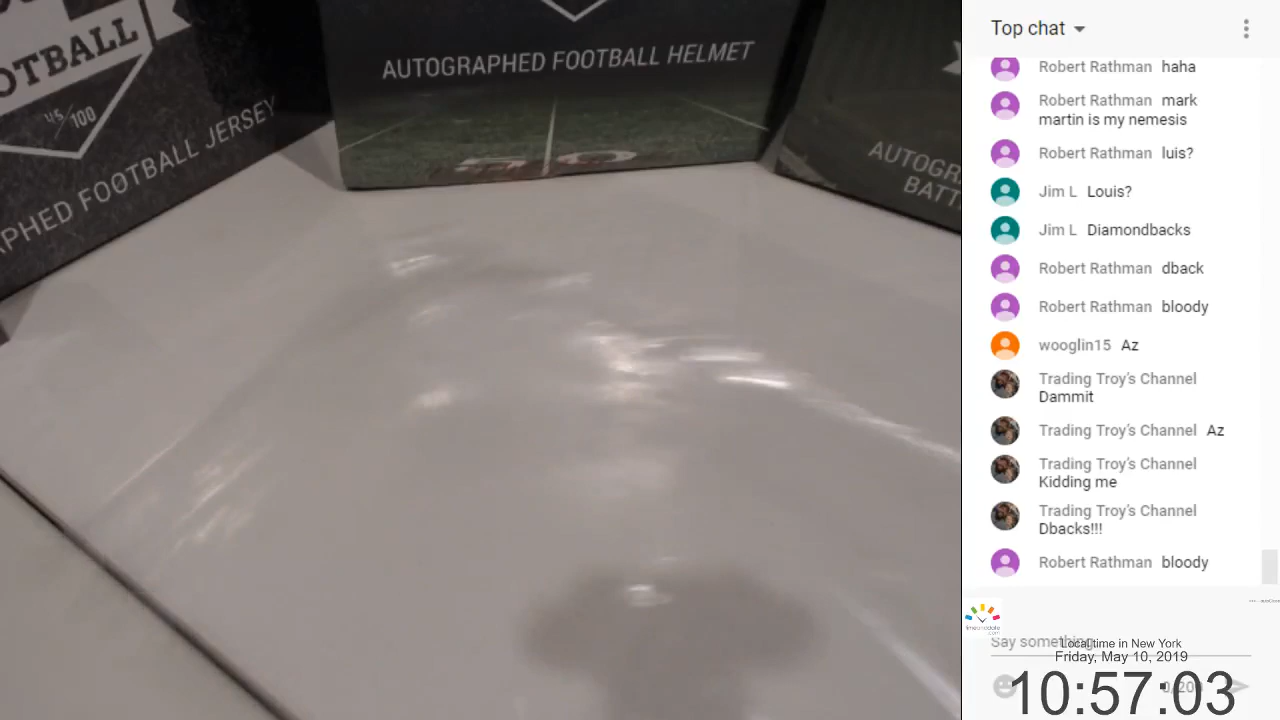 OTBALL
45/100
APHED FOOTBALL JERSEY
AUTOGRAPHED FOOTBALL HELMET
AUTOGR
BATT
Top chat
Robert Rathman haha
Robert Rathman mark
martin is my nemesis
Robert Rathman luis?
Jim L Louis?
Jim L Diamondbacks
Robert Rathman dback
Robert Rathman bloody
wooglin15 Az
Trading Troy's Channel
Dammit
Trading Troy's Channel Az
Trading Troy's Channel
Kidding me
Trading Troy's Channel
Dbacks!!!
Robert Rathman bloody
Say something...
Local time in New York
Friday, May 10, 2019
10:57:03